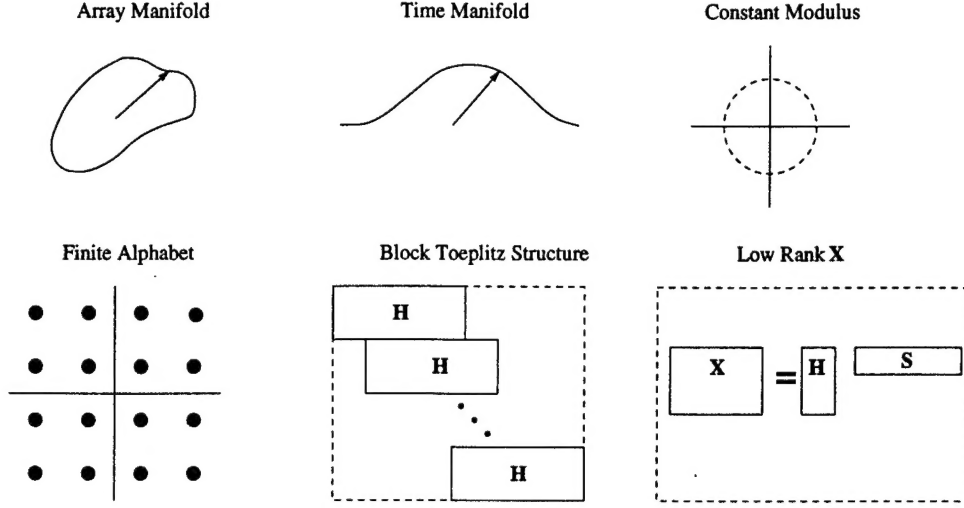 Array Manifold
Time Manifold
Constant Modulus
Finite Alphabet
Block Toeplitz Structure
Low Rank X
H
H
H
X = H S